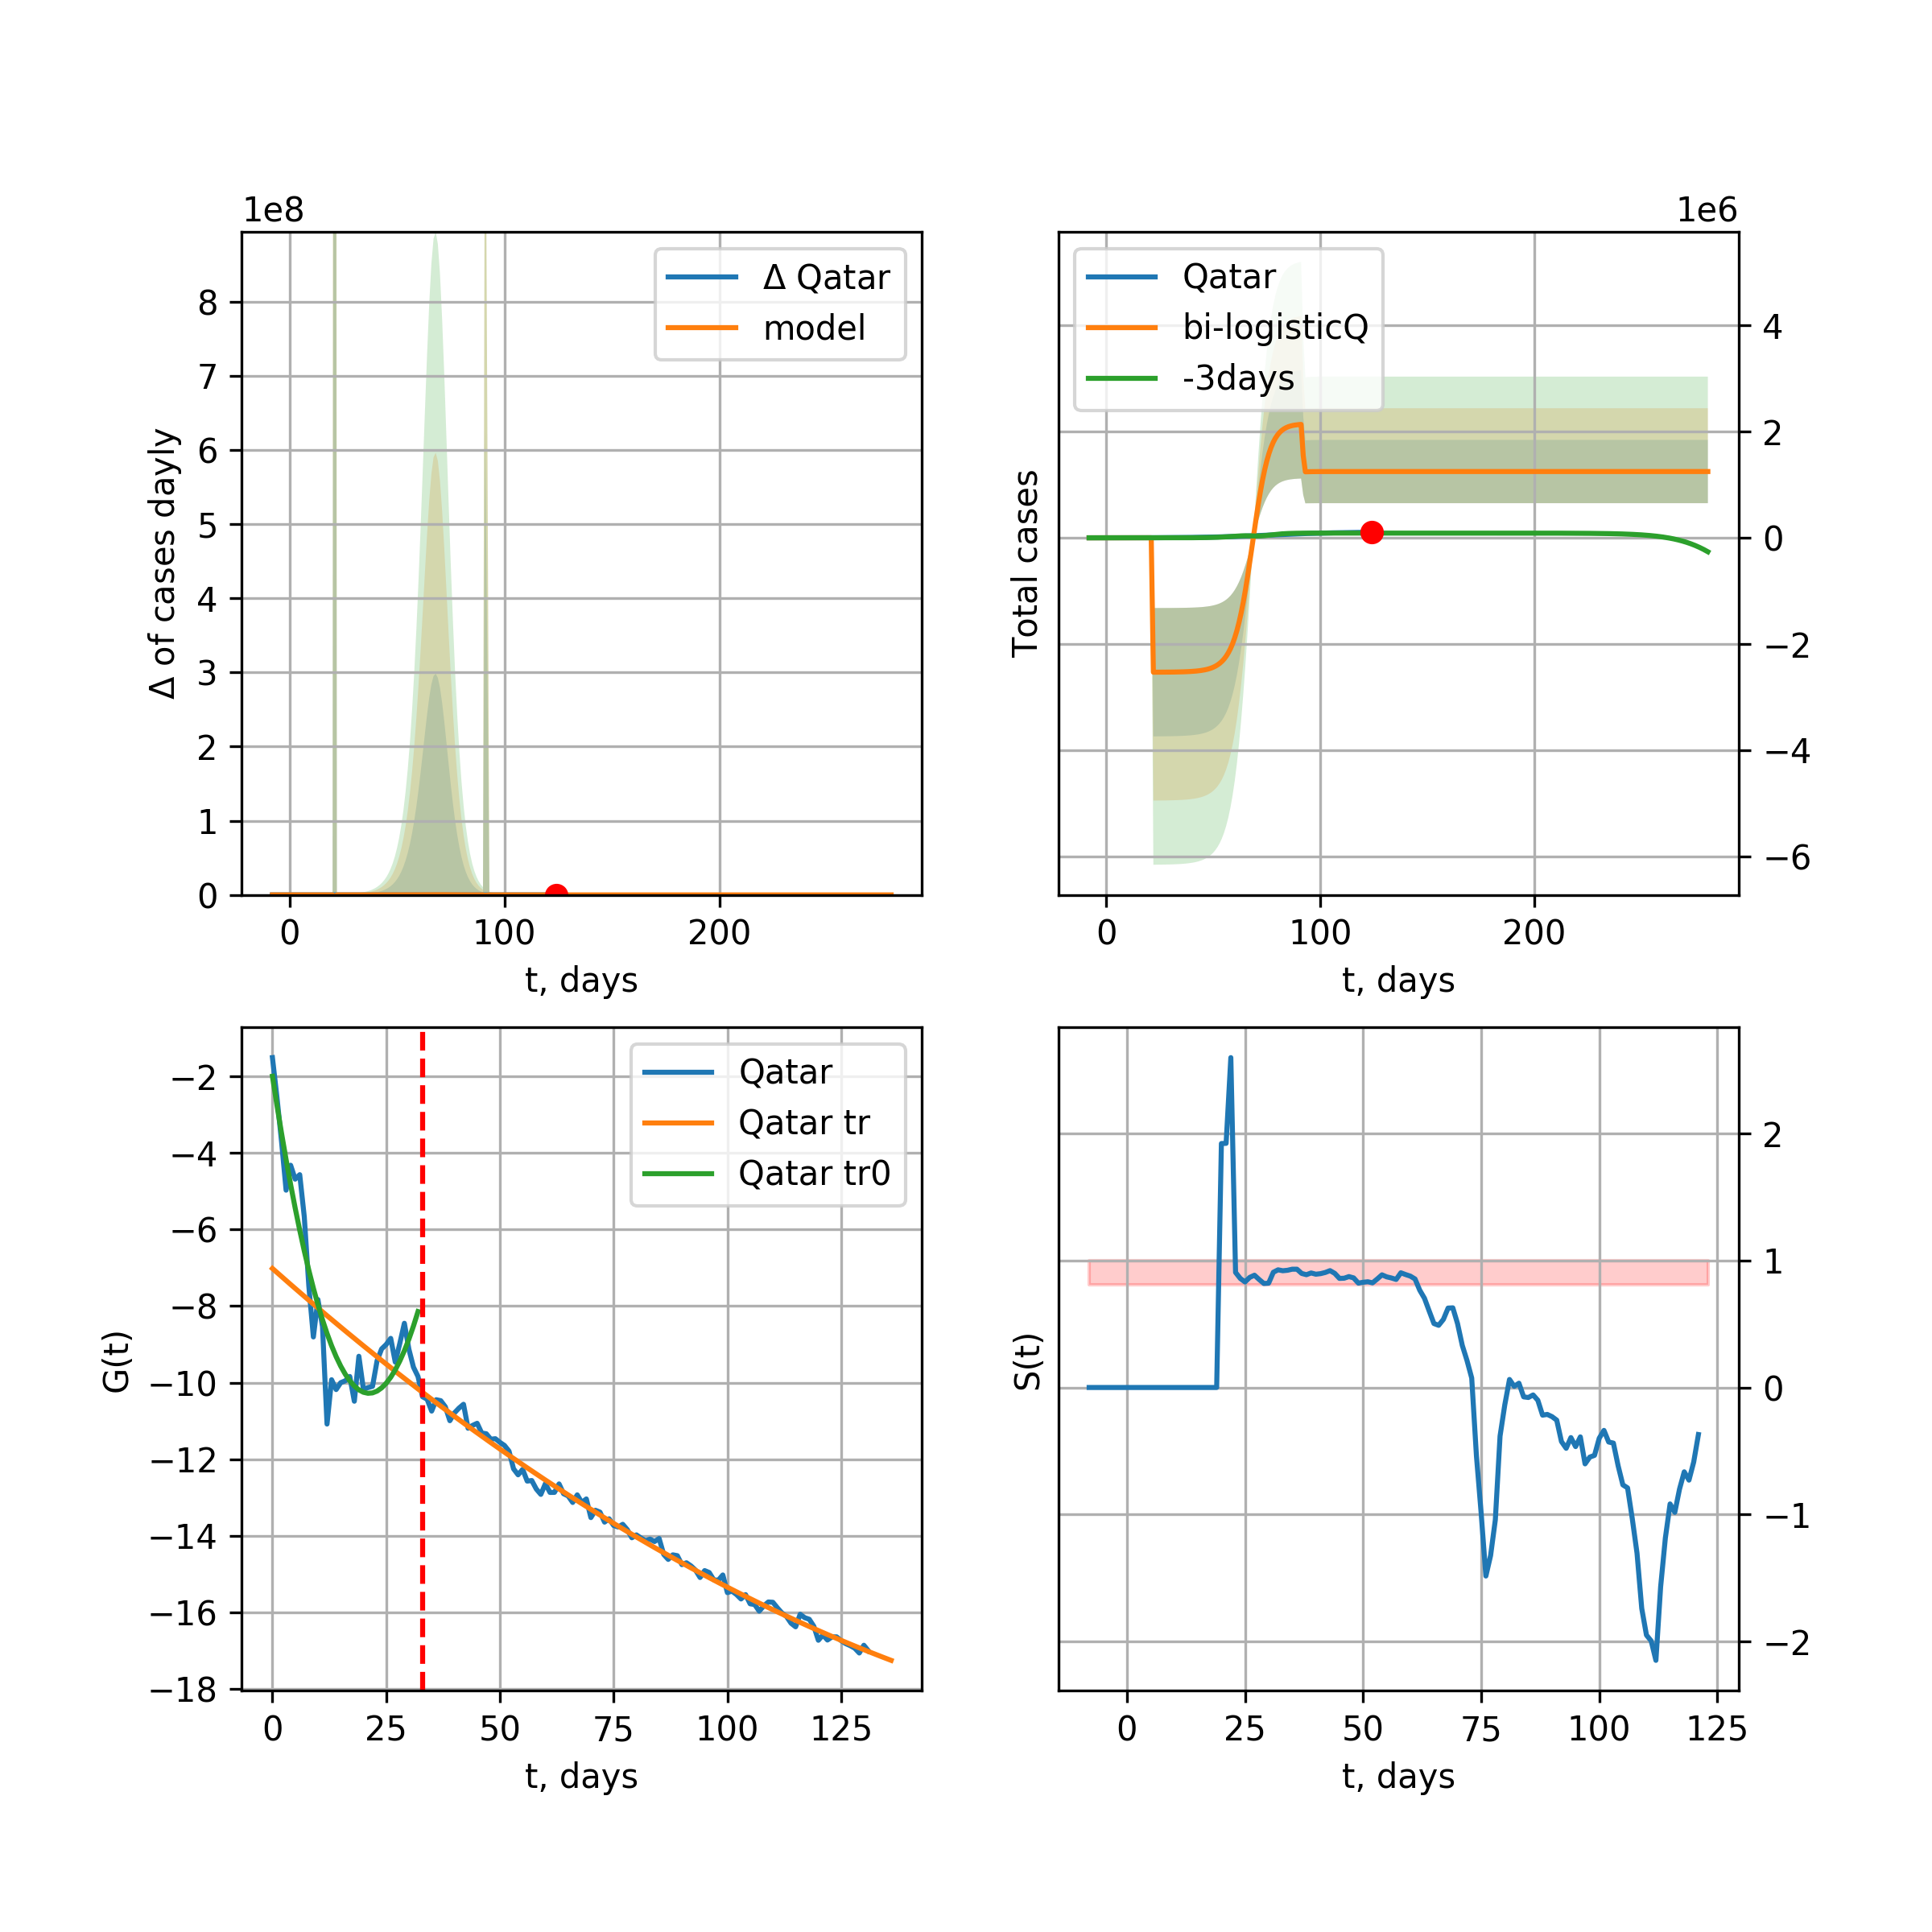 1e8
Δ of cases dayly
8
7
6
5
4
3
2
1
0
0 100 200
t, days
Δ Qatar
model
1e6
Total cases
4
2
0
−2
−4
−6
0 100 200
t, days
Qatar
bi-logisticQ
-3days
G(t)
−2
−4
−6
−8
−10
−12
−14
−16
−18
0 25 50 75 100 125
t, days
Qatar
Qatar tr
Qatar tr0
S(t)
2
1
0
−1
−2
0 25 50 75 100 125
t, days